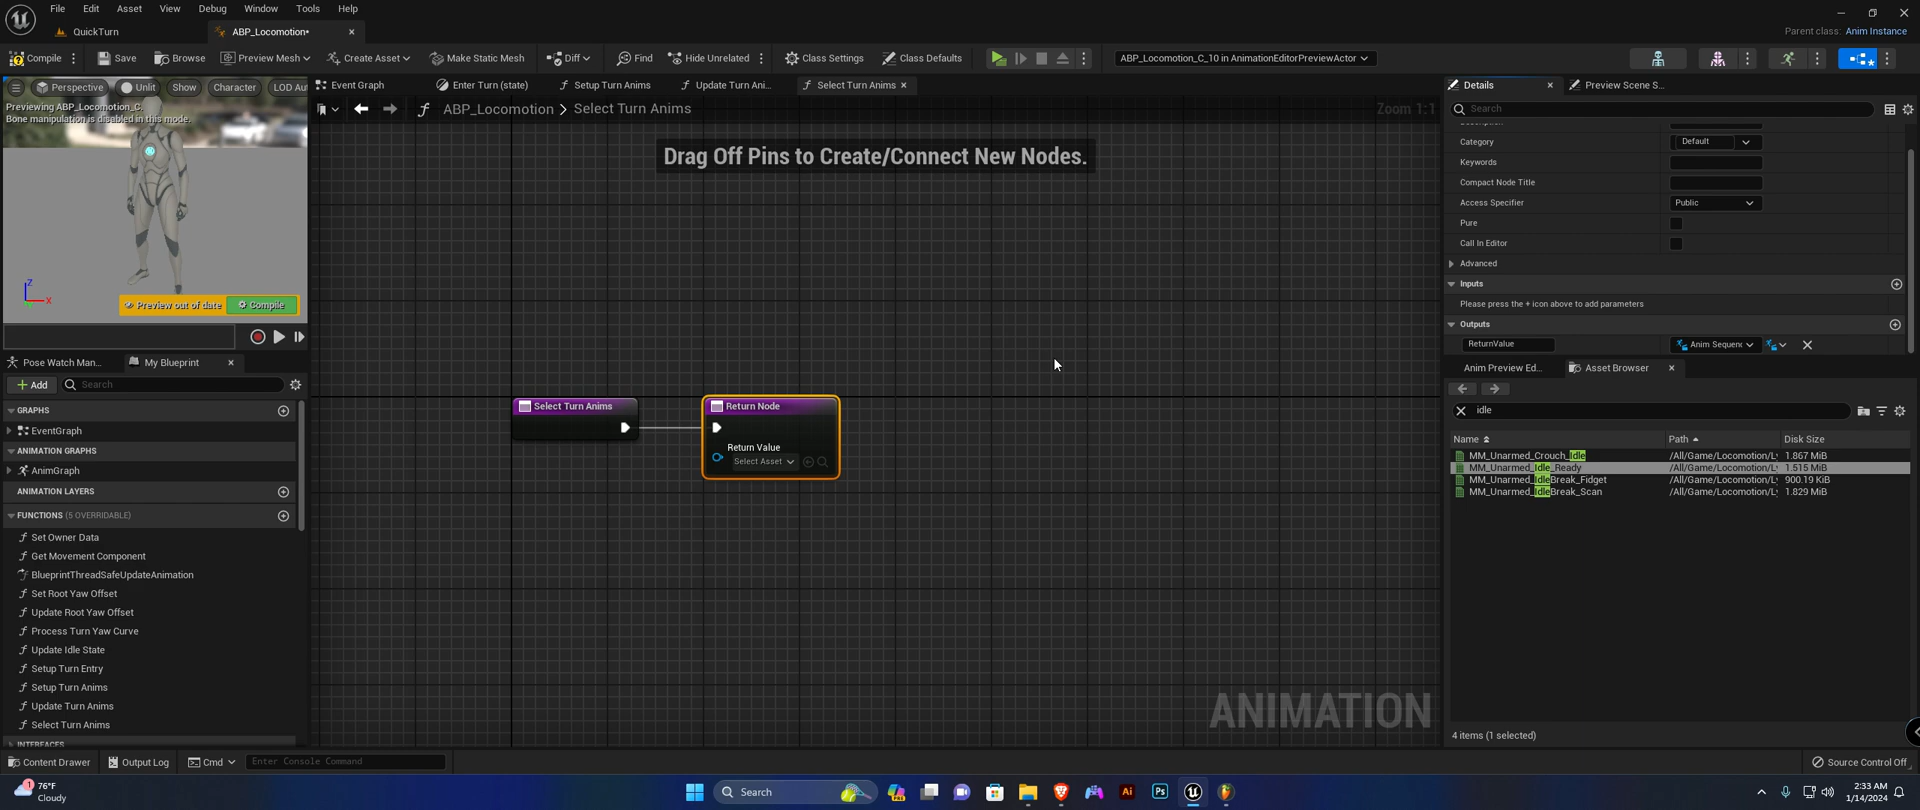 File Edit Asset View Debug Window Tools Help
QuickTurn ABP_Locomotion*
Parent class: Anim Instance
Compile Save Browse Preview Mesh Create Asset Make Static Mesh Diff Find Hide Unrelated Class Settings Class Defaults ABP_Locomotion_C_10 in AnimationEditorPreviewActor
Perspective Unlit Show Character LOD Aut
Previewing ABP_Locomotion_C.
Bone manipulation is disabled in this mode.
Z
X
Preview out of date Compile
Event Graph Enter Turn (state) Setup Turn Anims Update Turn Ani... Select Turn Anims
ABP_Locomotion > Select Turn Anims Zoom 1:1
Drag Off Pins to Create/Connect New Nodes.
Select Turn Anims
Return Node
Return Value
Select Asset
ANIMATION
Pose Watch Man... My Blueprint
Add Search
GRAPHS
EventGraph
ANIMATION GRAPHS
AnimGraph
ANIMATION LAYERS
FUNCTIONS (5 OVERRIDABLE)
Set Owner Data
Get Movement Component
BlueprintThreadSafeUpdateAnimation
Set Root Yaw Offset
Update Root Yaw Offset
Process Turn Yaw Curve
Update Idle State
Setup Turn Entry
Setup Turn Anims
Update Turn Anims
Select Turn Anims
INTERFACES
Details Preview Scene S...
Search
Description
Category Default
Keywords
Compact Node Title
Access Specifier Public
Pure
Call In Editor
Advanced
Inputs
Please press the + icon above to add parameters
Outputs
ReturnValue Anim Sequenc
Anim Preview Ed... Asset Browser
idle
Name Path Disk Size
MM_Unarmed_Crouch_Idle /All/Game/Locomotion/Ly 1.867 MiB
MM_Unarmed_Idle_Ready /All/Game/Locomotion/Ly 1.515 MiB
MM_Unarmed_IdleBreak_Fidget /All/Game/Locomotion/Ly 900.19 KiB
MM_Unarmed_IdleBreak_Scan /All/Game/Locomotion/Ly 1.829 MiB
4 items (1 selected)
Content Drawer Output Log Cmd Enter Console Command Source Control Off
1 76°F
Cloudy
Search
Ai Ps
2:33 AM
1/14/2024